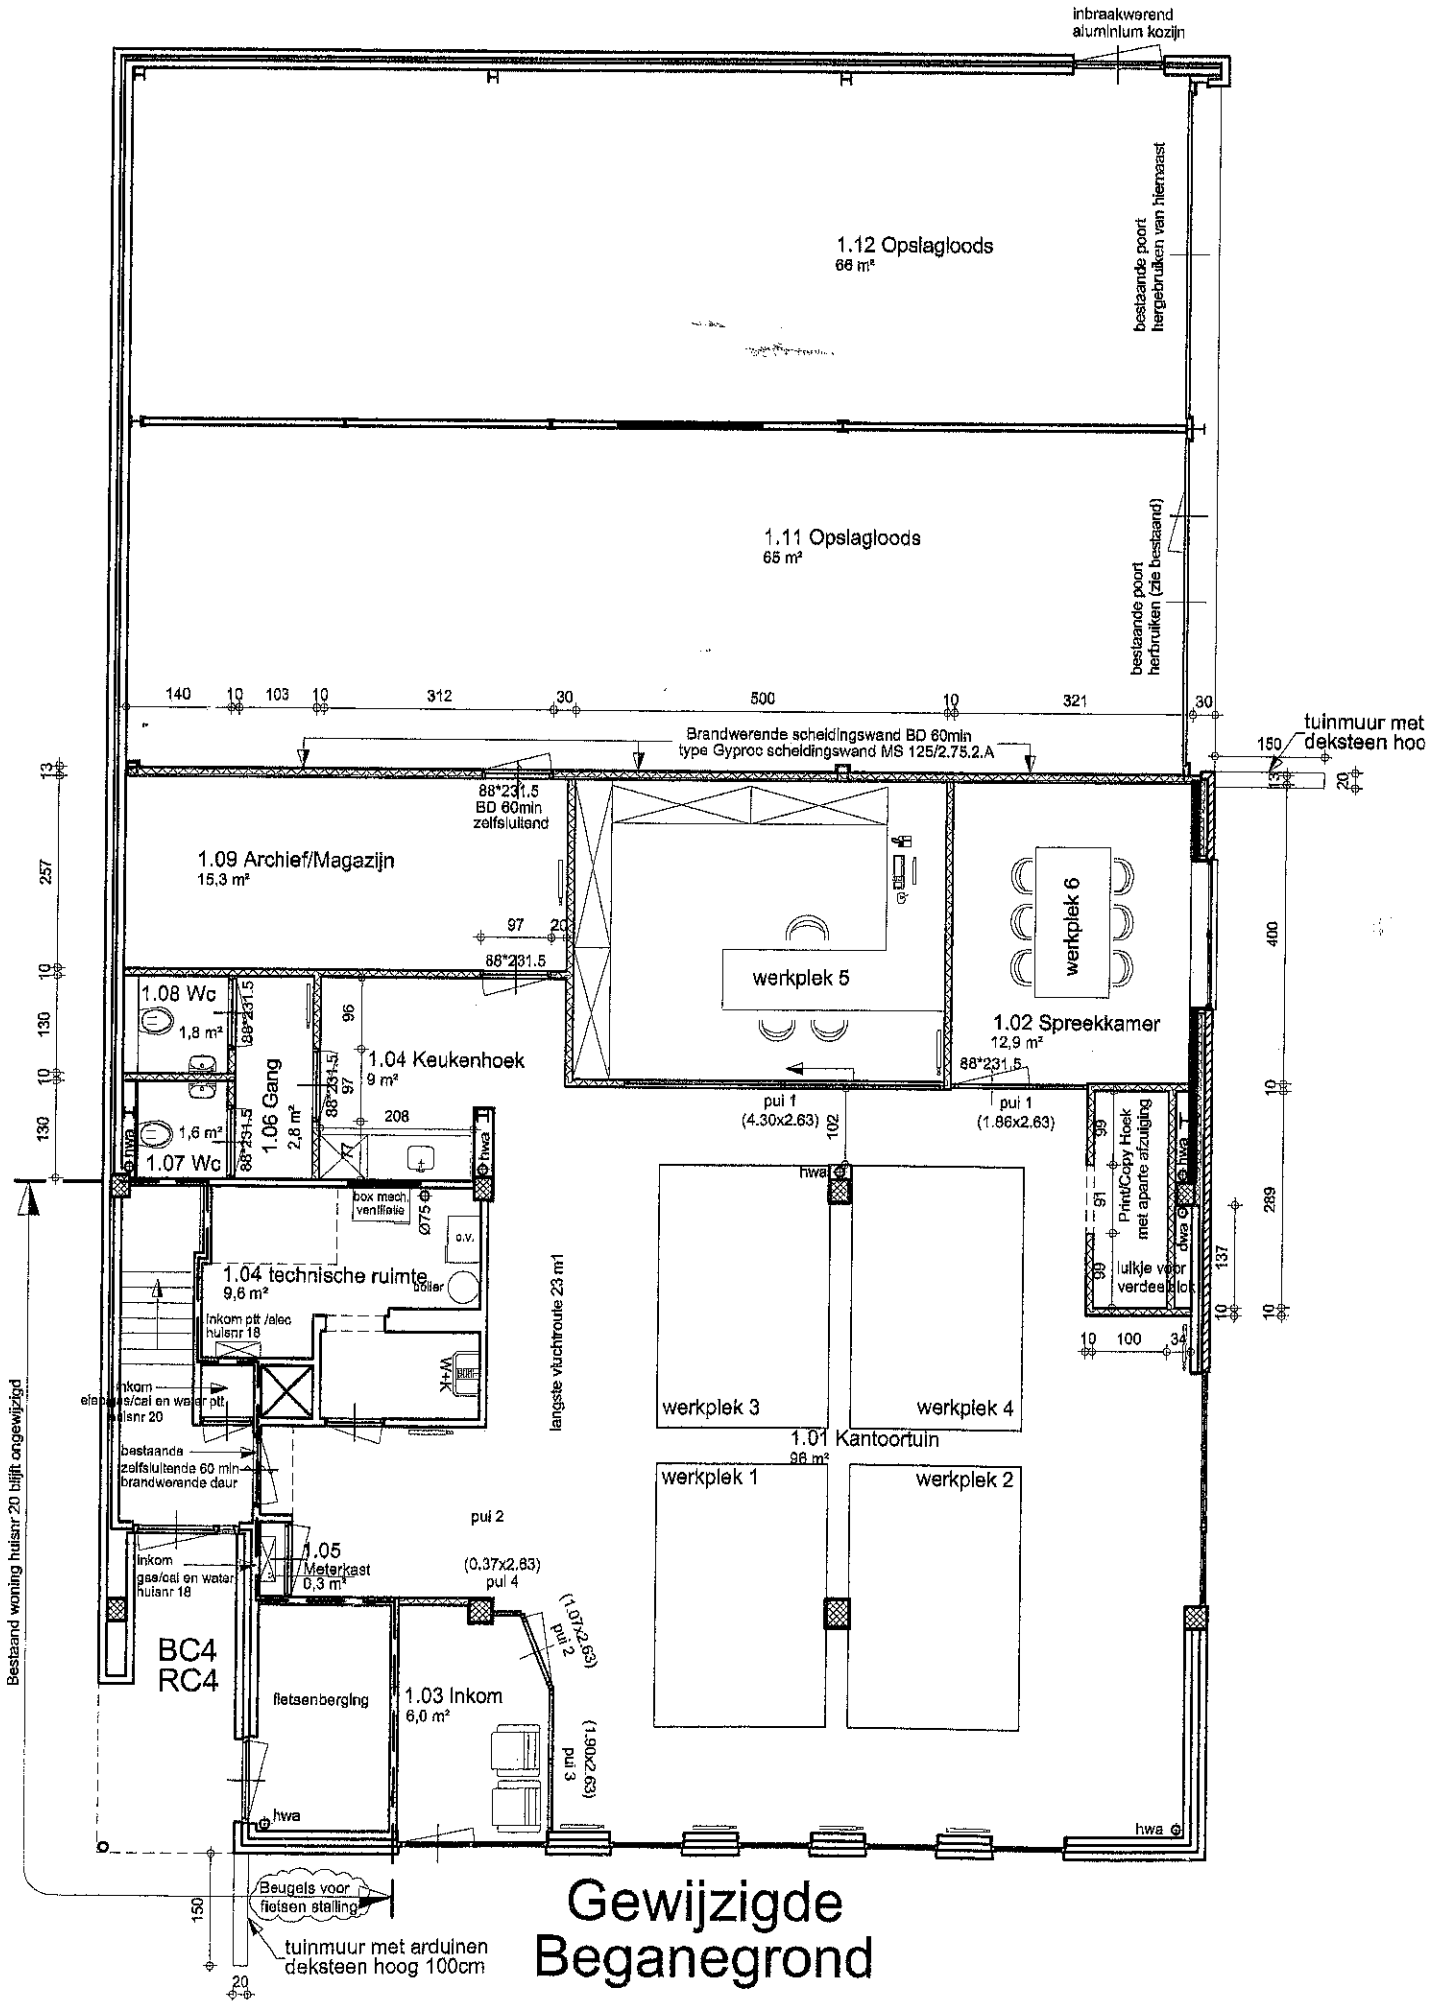 inbraakwerend
aluminium kozijn
1.12 Opslagloods
66 m²
bestaande poort
hergebruiken van hiernaast
1.11 Opslagloods
65 m²
bestaande poort
herbruiken (zie bestaand)
140 10 103 10 312 30 500 10 321 30
Brandwerende scheidingswand BD 60min
type Gyproc scheidingswand MS 125/2.75.2.A
tuinmuur met
deksteen hoo
150
13
20
13
257
10
130
10
130
88*231.5
BD 60min
zelfsluitend
1.09 Archief/Magazijn
15,3 m²
97 20
88*231.5
werkplek 5
werkplek 6
1.02 Spreekkamer
12,9 m²
88*231.5
400
10
289
10
137
10
1.08 Wc
1,8 m²
88*231.5
1.06 Gang
2,8 m²
96
97
77
88*231.5
1.04 Keukenhoek
9 m²
208
1,6 m²
1.07 Wc
88*231.5
hwa
hwa
pui 1
(4.30x2.63)
102
pui 1
(1.86x2.63)
99
91
99
Print/Copy Hoek
met aparte afzuiging
hwa
dwa
luikje voor
verdeelblok
10 100 34
hwa
box mech.
ventilatie
Ø75
c.v.
boiler
1.04 technische ruimte
9,6 m²
inkom ptt /elec
huisnr 18
W+K
langste vluchtroute 23 m1
werkplek 3
werkplek 4
1.01 Kantoortuin
96 m²
werkplek 1
werkplek 2
inkom
elec/gas/cai en water ptt
huisnr 20
bestaande
zelfsluitende 60 min
brandwerende deur
inkom
gas/cai en water
huisnr 18
1.05
Meterkast
0,3 m²
pui 2
(0.37x2.63)
pui 4
(1.07x2.63)
pui 2
(1.90x2.63)
pui 3
BC4
RC4
fietsenberging
1.03 Inkom
6,0 m²
hwa
hwa
Bestaand woning huisnr 20 blijft ongewijzigd
150
20
Beugels voor
fietsen stalling
tuinmuur met arduinen
deksteen hoog 100cm
Gewijzigde
Beganegrond